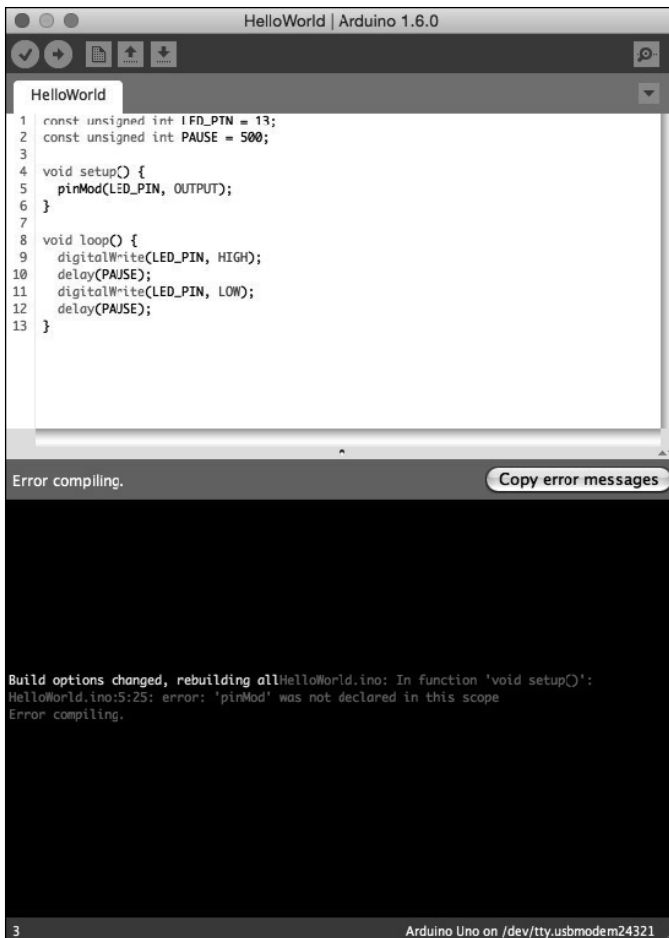 HelloWorld | Arduino 1.6.0
HelloWorld
1 const unsigned int LED_PIN = 13;
2 const unsigned int PAUSE = 500;
3
4 void setup() {
5 pinMod(LED_PIN, OUTPUT);
6 }
7
8 void loop() {
9 digitalWrite(LED_PIN, HIGH);
10 delay(PAUSE);
11 digitalWrite(LED_PIN, LOW);
12 delay(PAUSE);
13 }
Error compiling.
Copy error messages
Build options changed, rebuilding allHelloWorld.ino: In function 'void setup()':
HelloWorld.ino:5:25: error: 'pinMod' was not declared in this scope
Error compiling.
3
Arduino Uno on /dev/tty.usbmodem24321